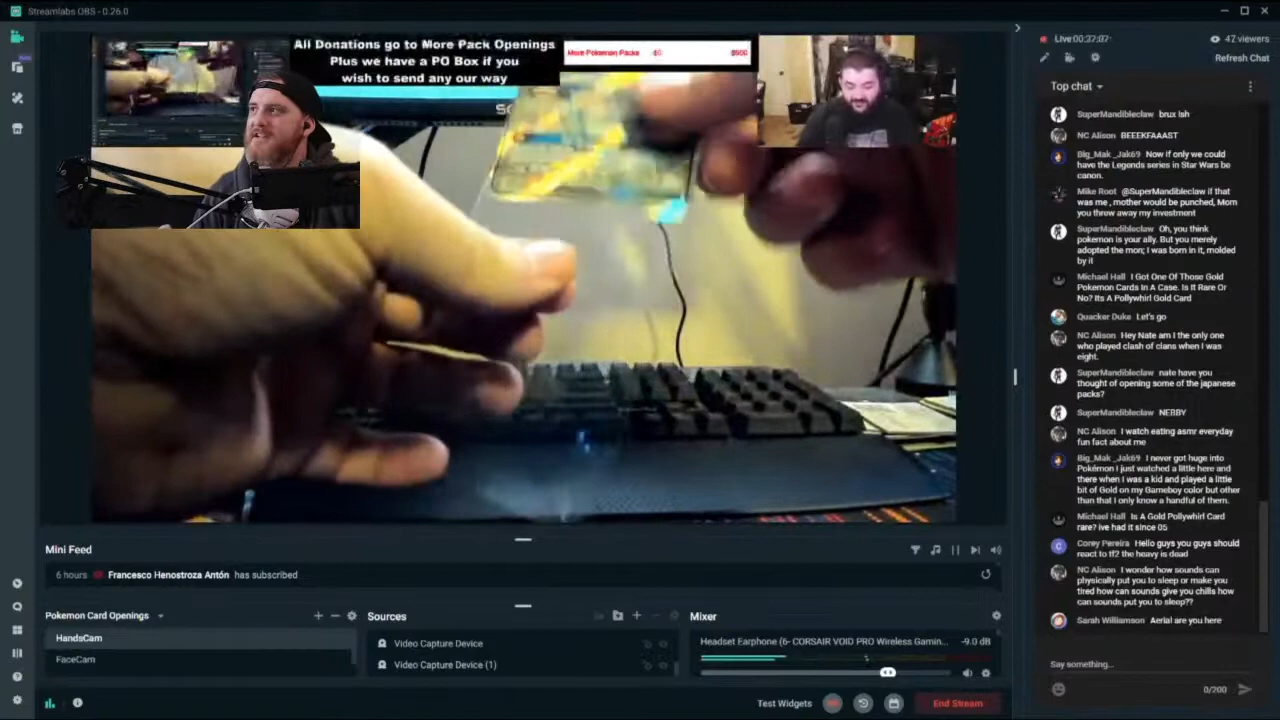 Streamlabs OBS - 0.26.0
All Donations go to More Pack Openings
Plus we have a PO Box if you
wish to send any our way
More Pokemon Packs
$0
$500
Live 00:37:07
47 viewers
Refresh Chat
Top chat
SuperMandibleclaw brux ish
NC Alison BEEEKFAAAST
Big_Mak _Jak69 Now if only we could
have the Legends series in Star Wars be
canon.
Mike Root @SuperMandibleclaw if that
was me , mother would be punched, Mom
you threw away my investment
SuperMandibleclaw Oh, you think
pokemon is your ally. But you merely
adopted the mon; I was born in it, molded
by it
Michael Hall I Got One Of Those Gold
Pokemon Cards In A Case. Is It Rare Or
No? Its A Pollywhirl Gold Card
Quacker Duke Let's go
NC Alison Hey Nate am I the only one
who played clash of clans when I was
eight.
SuperMandibleclaw nate have you
thought of opening some of the japanese
packs?
SuperMandibleclaw NEBBY
NC Alison I watch eating asmr everyday
fun fact about me
Big_Mak _Jak69 I never got huge into
Pokémon I just watched a little here and
there when I was a kid and played a little
bit of Gold on my Gameboy color but other
than that I only know a handful of them.
Michael Hall Is A Gold Pollywhirl Card
rare? ive had it since 05
Corey Pereira Hello guys you guys should
react to tf2 the heavy is dead
NC Alison I wonder how sounds can
physically put you to sleep or make you
tired how can sounds give you chills how
can sounds put you to sleep??
Sarah Williamson Aerial are you here
Say something...
0/200
Mini Feed
6 hours Francesco Henostroza Antón has subscribed
Pokemon Card Openings
HandsCam
FaceCam
Sources
Video Capture Device
Video Capture Device (1)
Mixer
Headset Earphone (6- CORSAIR VOID PRO Wireless Gamin... -9.0 dB
Test Widgets
End Stream